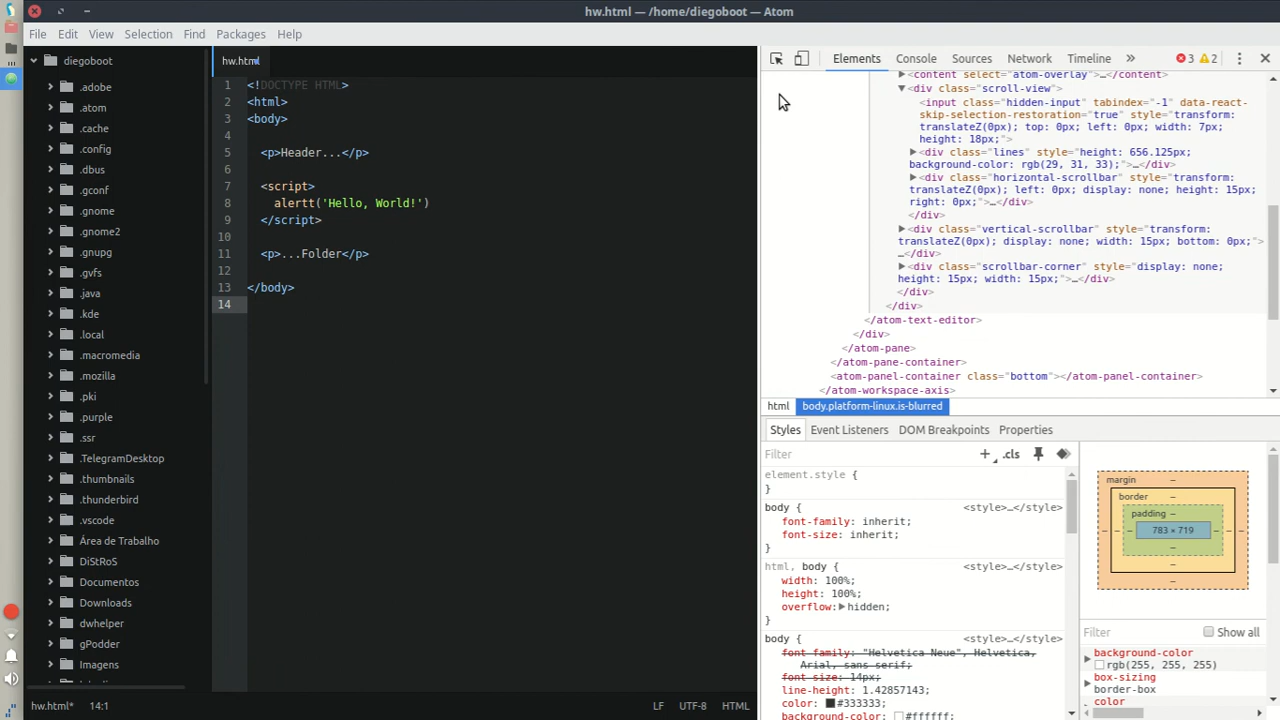 hw.html — /home/diegoboot — Atom
File Edit View Selection Find Packages Help
diegoboot
.adobe
.atom
.cache
.config
.dbus
.gconf
.gnome
.gnome2
.gnupg
.gvfs
.java
.kde
.local
.macromedia
.mozilla
.pki
.purple
.ssr
.TelegramDesktop
.thumbnails
.thunderbird
.vscode
Área de Trabalho
DiStRoS
Documentos
Downloads
dwhelper
gPodder
Imagens
hw.html
1 <!DOCTYPE HTML>
2 <html>
3 <body>
4
5 <p>Header...</p>
6
7 <script>
8 alertt('Hello, World!')
9 </script>
10
11 <p>...Folder</p>
12
13 </body>
14
hw.html* 14:1 LF UTF-8 HTML
Elements Console Sources Network Timeline » 3 2
<content select="atom-overlay">…</content>
<div class="scroll-view">
<input class="hidden-input" tabindex="-1" data-react-
skip-selection-restoration="true" style="transform:
translateZ(0px); top: 0px; left: 0px; width: 7px;
height: 18px;">
<div class="lines" style="height: 656.125px;
background-color: rgb(29, 31, 33);">…</div>
<div class="horizontal-scrollbar" style="transform:
translateZ(0px); left: 0px; display: none; height: 15px;
right: 0px;">…</div>
</div>
<div class="vertical-scrollbar" style="transform:
translateZ(0px); display: none; width: 15px; bottom: 0px;">
…</div>
<div class="scrollbar-corner" style="display: none;
height: 15px; width: 15px;">…</div>
</div>
</div>
</atom-text-editor>
</div>
</atom-pane>
</atom-pane-container>
<atom-panel-container class="bottom"></atom-panel-container>
</atom-workspace-axis>
html body.platform-linux.is-blurred
Styles Event Listeners DOM Breakpoints Properties
Filter + .cls
element.style {
}
body { <style>…</style>
font-family: inherit;
font-size: inherit;
}
html, body { <style>…</style>
width: 100%;
height: 100%;
overflow: hidden;
}
body { <style>…</style>
font-family: "Helvetica Neue", Helvetica,
Arial, sans-serif;
font-size: 14px;
line-height: 1.42857143;
color: #333333;
background-color: #ffffff;
margin –
border –
padding –
– – – 783 × 719 – – –
–
–
–
Filter Show all
background-color
rgb(255, 255, 255)
box-sizing
border-box
color